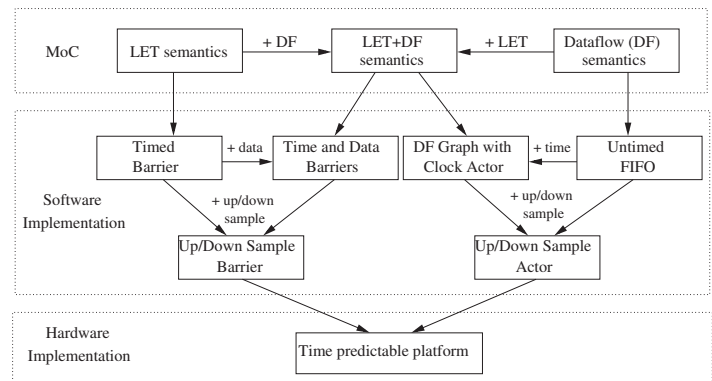 MoC
LET semantics
+ DF
LET+DF
semantics
+ LET
Dataflow (DF)
semantics
Software
Implementation
Timed
Barrier
+ data
Time and Data
Barriers
DF Graph with
Clock Actor
+ time
Untimed
FIFO
+ up/down
sample
+ up/down
sample
Up/Down Sample
Barrier
Up/Down Sample
Actor
Hardware
Implementation
Time predictable platform